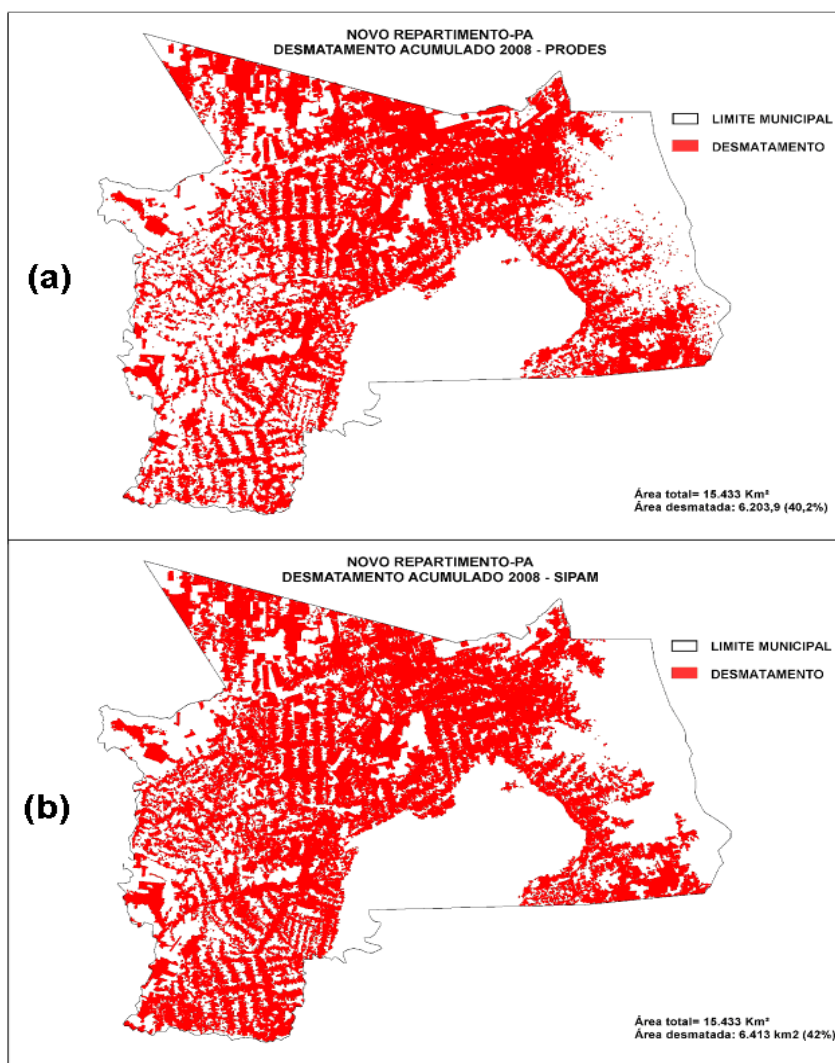 NOVO REPARTIMENTO-PA
DESMATAMENTO ACUMULADO 2008 - PRODES
LIMITE MUNICIPAL
DESMATAMENTO
(a)
Área total= 15.433 Km²
Área desmatada: 6.203,9 (40,2%)
NOVO REPARTIMENTO-PA
DESMATAMENTO ACUMULADO 2008 - SIPAM
LIMITE MUNICIPAL
DESMATAMENTO
(b)
Área total= 15.433 Km²
Área desmatada: 6.413 km2 (42%)